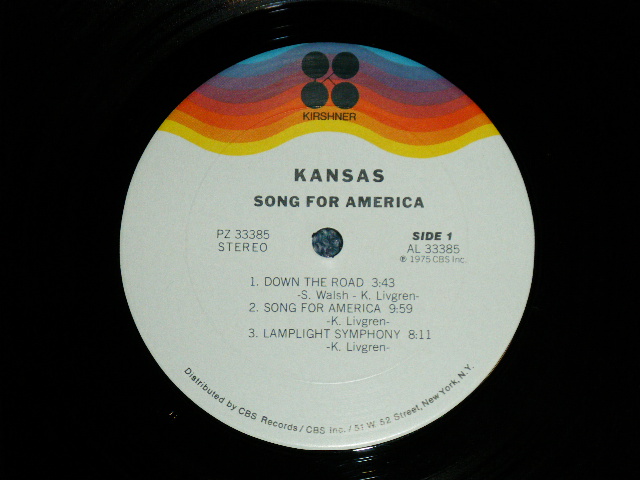 KIRSHNER
KANSAS
SONG FOR AMERICA
PZ 33385
STEREO
SIDE 1
AL 33385
℗ 1975 CBS Inc.
1. DOWN THE ROAD 3:43
-S. Walsh - K. Livgren-
2. SONG FOR AMERICA 9:59
-K. Livgren-
3. LAMPLIGHT SYMPHONY 8:11
-K. Livgren-
Distributed by CBS Records / CBS Inc. / 51 W. 52 Street, New York, N.Y.